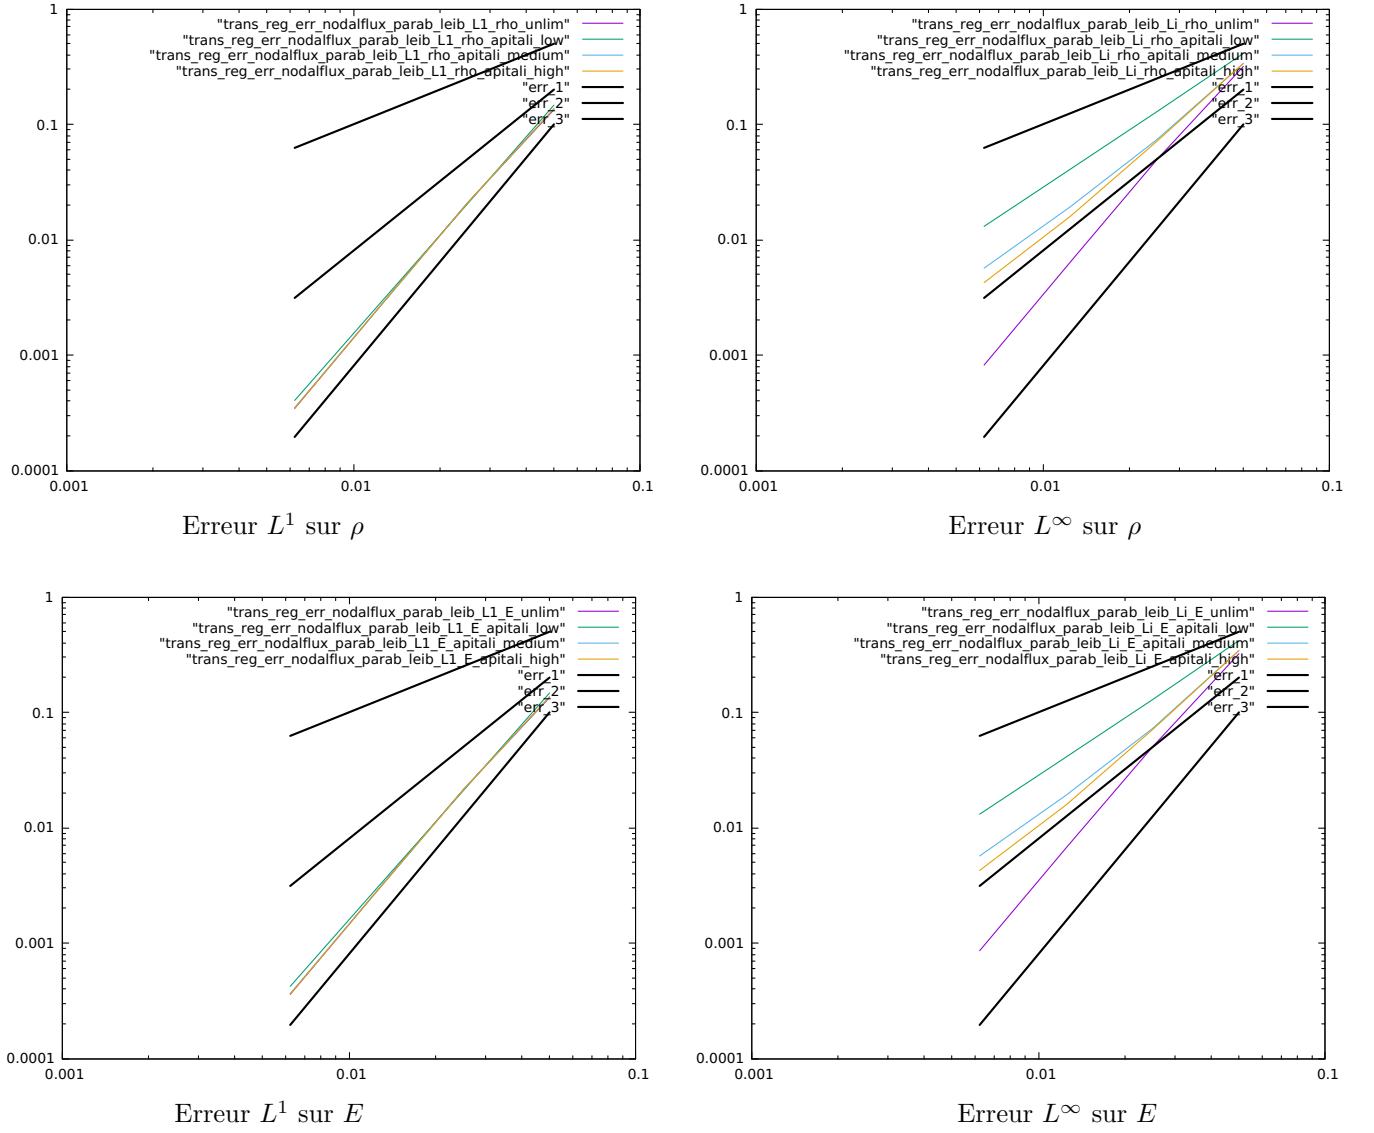 1
0.1
0.01
0.001
0.0001
0.001
0.01
0.1
"trans_reg_err_nodalflux_parab_leib_L1_rho_unlim"
"trans_reg_err_nodalflux_parab_leib_L1_rho_apitali_low"
"trans_reg_err_nodalflux_parab_leib_L1_rho_apitali_medium"
"trans_reg_err_nodalflux_parab_leib_L1_rho_apitali_high"
"err_1"
"err_2"
"err_3"
Erreur L¹ sur ρ
1
0.1
0.01
0.001
0.0001
0.001
0.01
0.1
"trans_reg_err_nodalflux_parab_leib_Li_rho_unlim"
"trans_reg_err_nodalflux_parab_leib_Li_rho_apitali_low"
"trans_reg_err_nodalflux_parab_leib_Li_rho_apitali_medium"
"trans_reg_err_nodalflux_parab_leib_Li_rho_apitali_high"
"err_1"
"err_2"
"err_3"
Erreur L∞ sur ρ
1
0.1
0.01
0.001
0.0001
0.001
0.01
0.1
"trans_reg_err_nodalflux_parab_leib_L1_E_unlim"
"trans_reg_err_nodalflux_parab_leib_L1_E_apitali_low"
"trans_reg_err_nodalflux_parab_leib_L1_E_apitali_medium"
"trans_reg_err_nodalflux_parab_leib_L1_E_apitali_high"
"err_1"
"err_2"
"err_3"
Erreur L¹ sur E
1
0.1
0.01
0.001
0.0001
0.001
0.01
0.1
"trans_reg_err_nodalflux_parab_leib_Li_E_unlim"
"trans_reg_err_nodalflux_parab_leib_Li_E_apitali_low"
"trans_reg_err_nodalflux_parab_leib_Li_E_apitali_medium"
"trans_reg_err_nodalflux_parab_leib_Li_E_apitali_high"
"err_1"
"err_2"
"err_3"
Erreur L∞ sur E